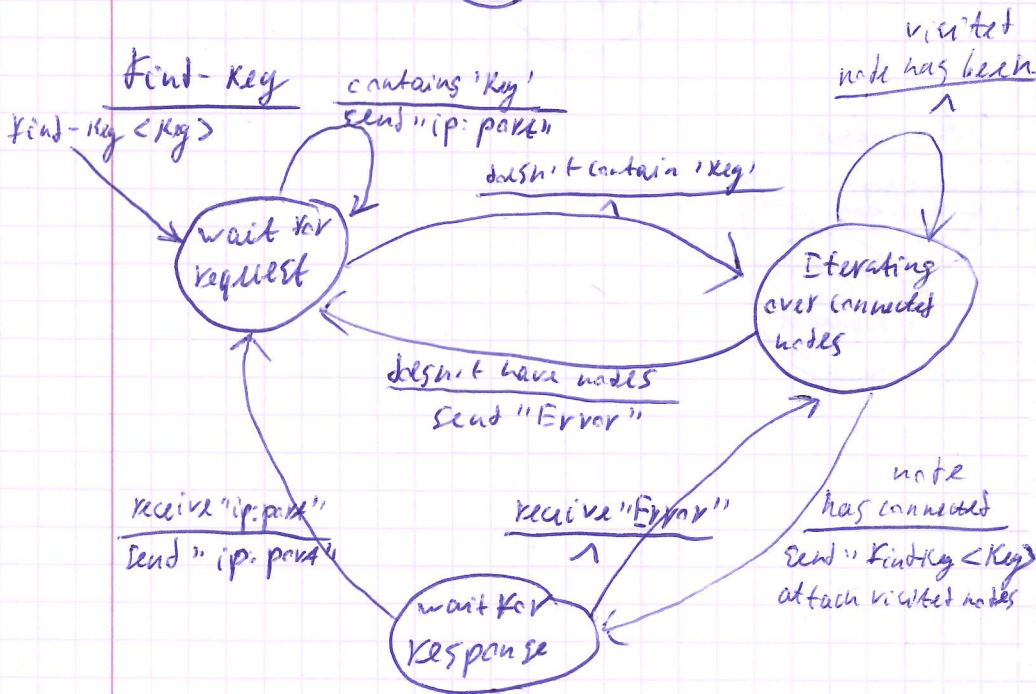 visited
node has been
Λ
find-key
find-key <key>
contains 'key'
send "ip:port"
doesn't contain 'key'
Λ
wait for
request
Iterating
over connected
nodes
doesn't have nodes
send "Error"
receive "ip:port"
send "ip:port"
receive "Error"
Λ
node
has connected
send "findkey <key>
attach visited nodes
wait for
response